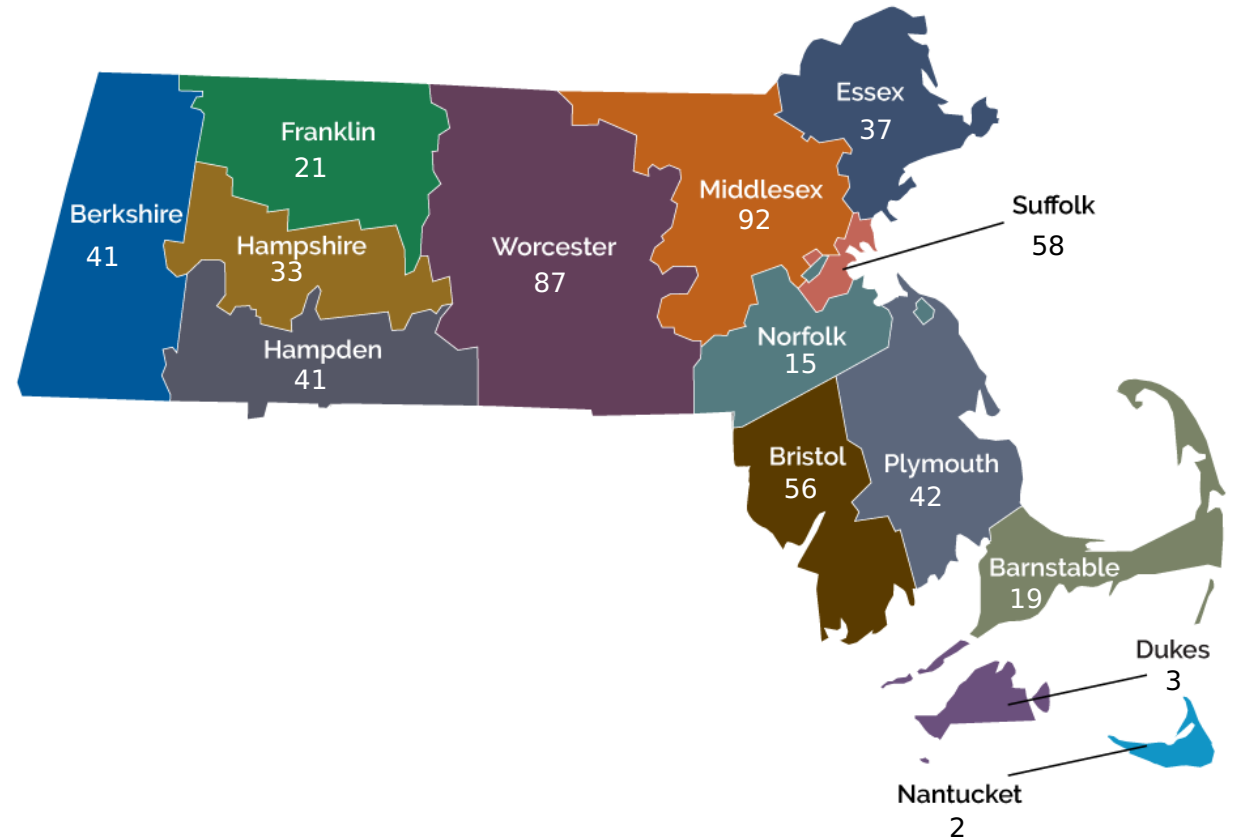 Essex
37
Franklin
21
Middlesex
92
Suffolk
58
Berkshire
41
Hampshire
33
Worcester
87
Norfolk
15
Hampden
41
Bristol
56
Plymouth
42
Barnstable
19
Dukes
3
Nantucket
2